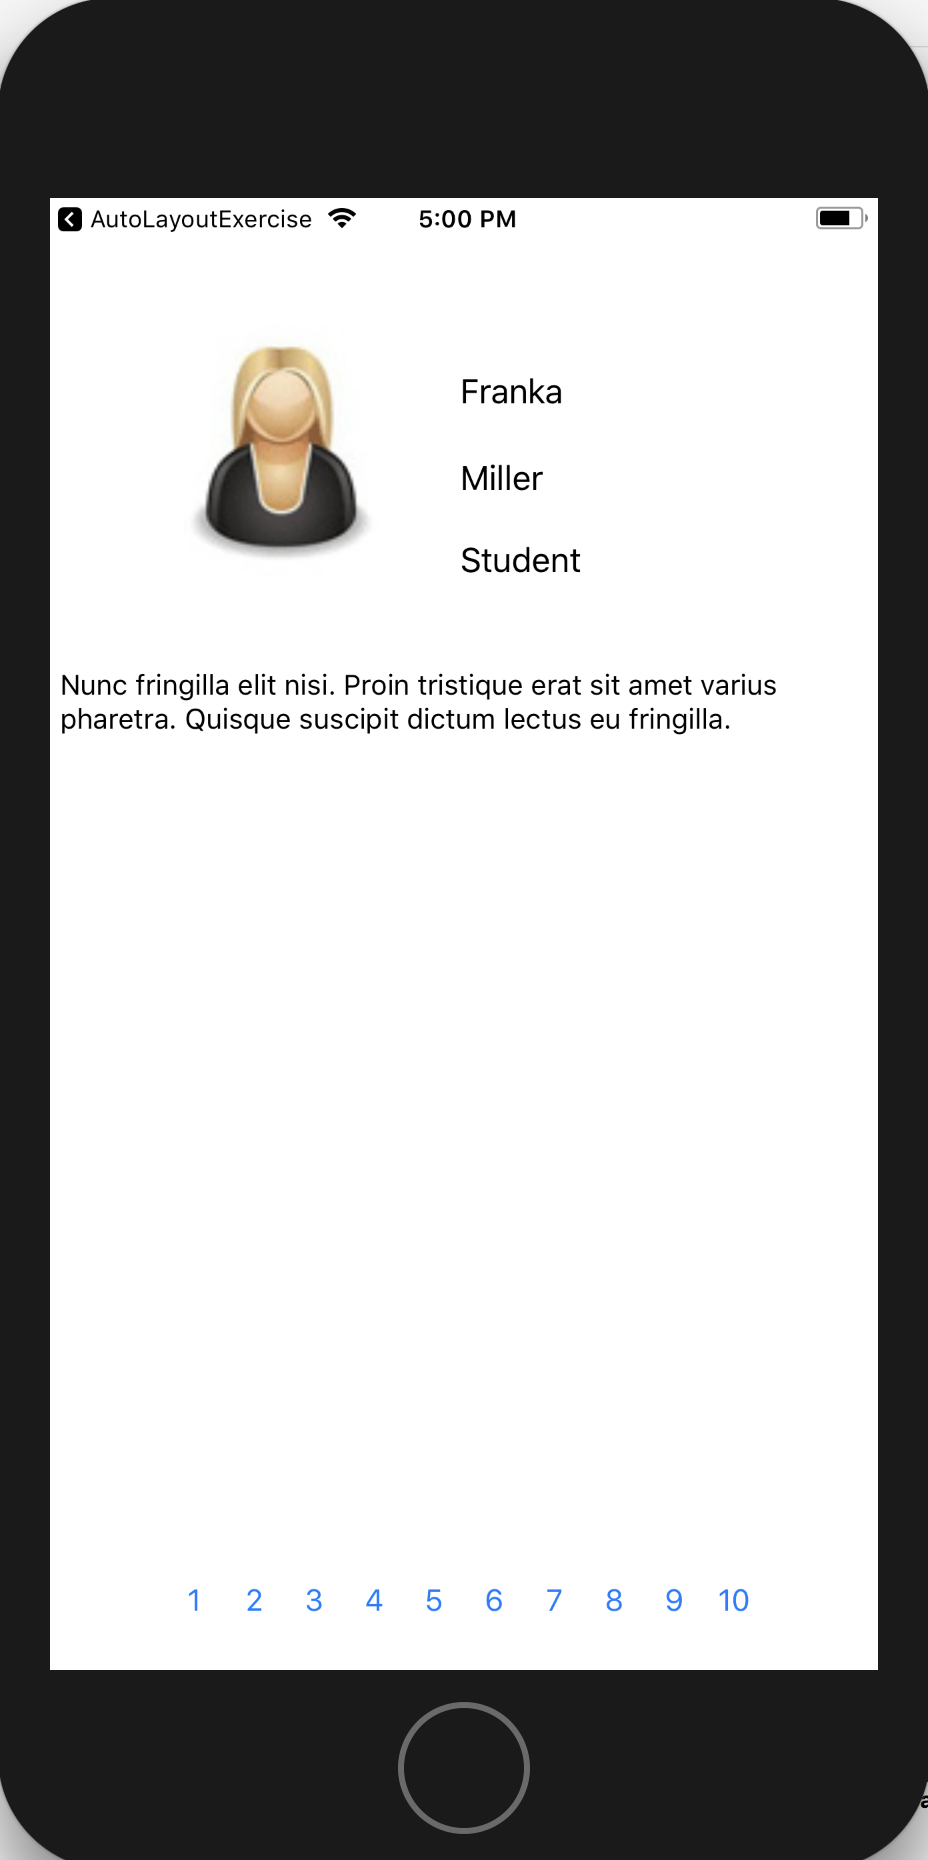 AutoLayoutExercise 5:00 PM
Franka
Miller
Student
Nunc fringilla elit nisi. Proin tristique erat sit amet varius
pharetra. Quisque suscipit dictum lectus eu fringilla.
1 2 3 4 5 6 7 8 9 10